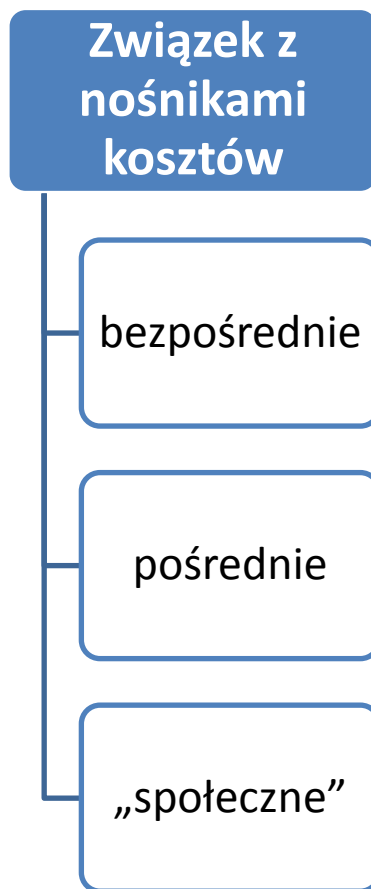 Związek z
nośnikami
kosztów
bezpośrednie
pośrednie
„społeczne”